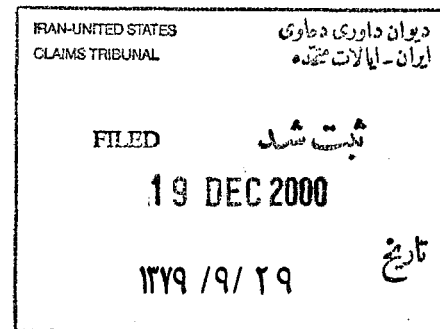 IRAN-UNITED STATES
CLAIMS TRIBUNAL
دیوان داوری دعاوی
ایران - ایالات متحده
FILED ثبت شد
19 DEC 2000
تاریخ
۱۳۷۹ /۹/ ۲۹